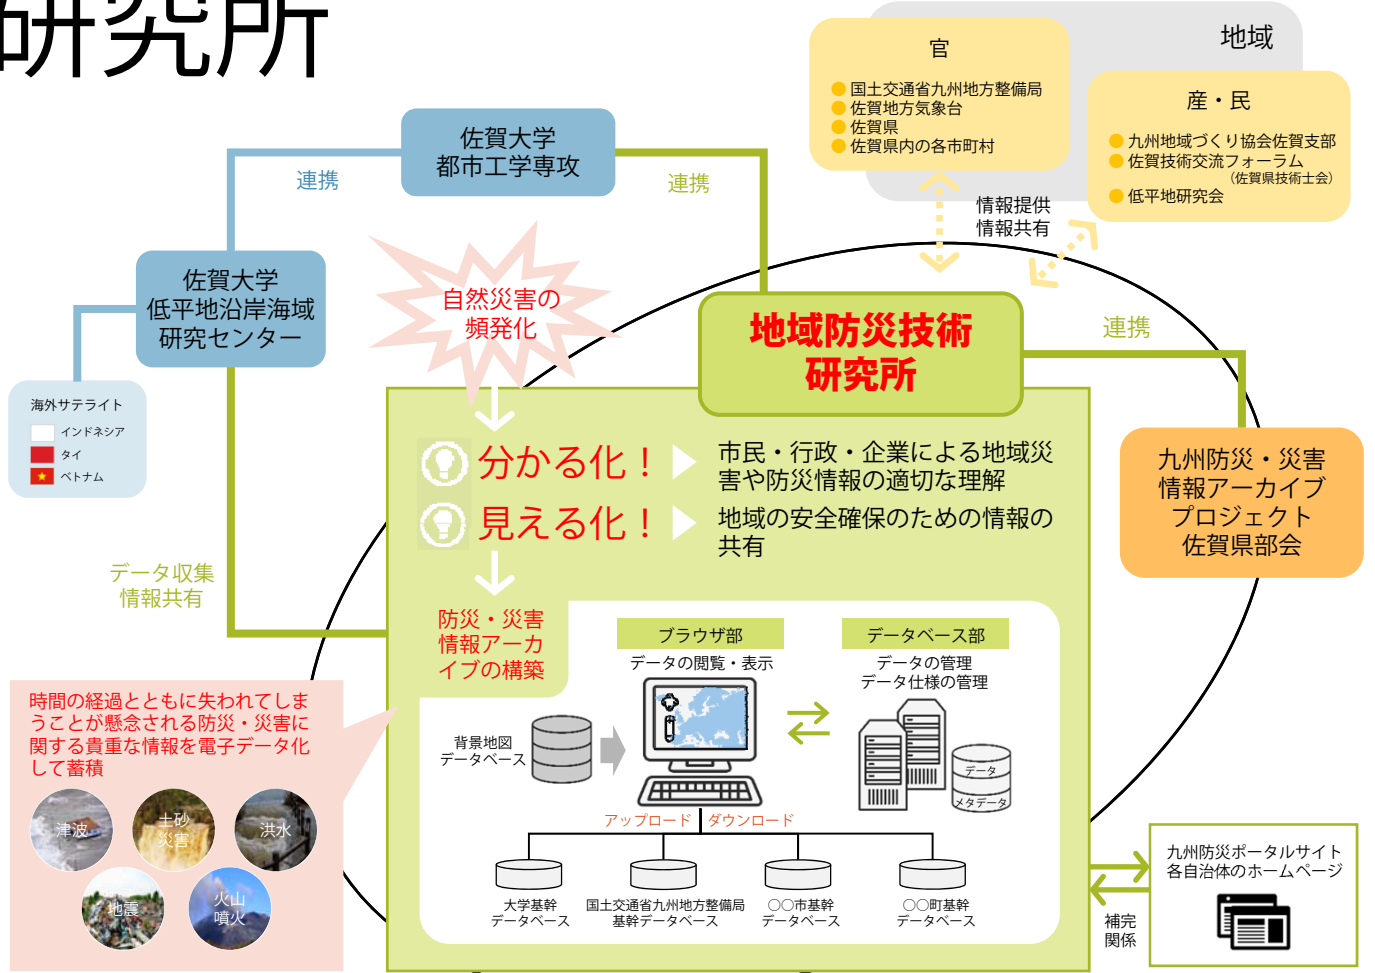 研究所
地域
官
国土交通省九州地方整備局
佐賀地方気象台
佐賀県
佐賀県内の各市町村
産・民
九州地域づくり協会佐賀支部
佐賀技術交流フォーラム
（佐賀県技術士会）
低平地研究会
情報提供
情報共有
佐賀大学
都市工学専攻
連携
連携
佐賀大学
低平地沿岸海域
研究センター
自然災害の
頻発化
地域防災技術
研究所
連携
海外サテライト
インドネシア
タイ
ベトナム
分かる化！
市民・行政・企業による地域災
害や防災情報の適切な理解
見える化！
地域の安全確保のための情報の
共有
九州防災・災害
情報アーカイブ
プロジェクト
佐賀県部会
データ収集
情報共有
防災・災害
情報アーカ
イブの構築
ブラウザ部
データの閲覧・表示
データベース部
データの管理
データ仕様の管理
背景地図
データベース
データ
メタデータ
アップロード
ダウンロード
大学基幹
データベース
国土交通省九州地方整備局
基幹データベース
〇〇市基幹
データベース
〇〇町基幹
データベース
時間の経過とともに失われてしま
うことが懸念される防災・災害に
関する貴重な情報を電子データ化
して蓄積
津波
土砂
災害
洪水
地震
火山
噴火
九州防災ポータルサイト
各自治体のホームページ
補完
関係